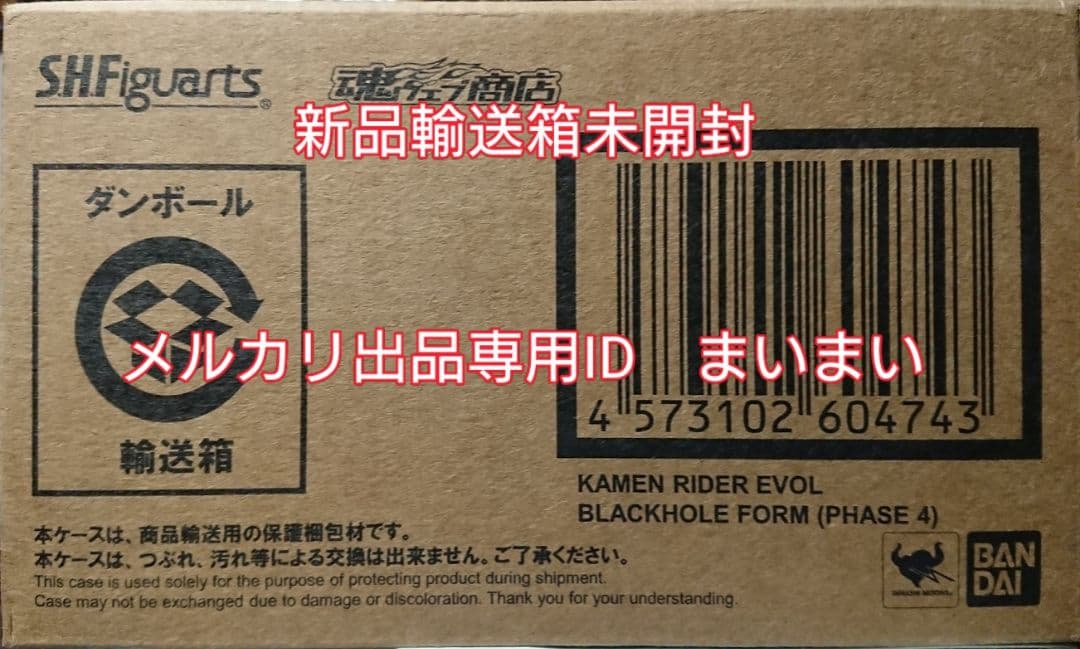 S.H.Figuarts®
魂ウェブ商店
新品輸送箱未開封
ダンボール
メルカリ出品専用ID　まいまい
4 573102 604743
輸送箱
KAMEN RIDER EVOL
BLACKHOLE FORM (PHASE 4)
本ケースは、商品輸送用の保護梱包材です。
本ケースは、つぶれ、汚れ等による交換は出来ません。ご了承ください。
This case is used solely for the purpose of protecting product during shipment.
Case may not be exchanged due to damage or discoloration. Thank you for your understanding.
TAMASHII NATIONS
BAN
DAI